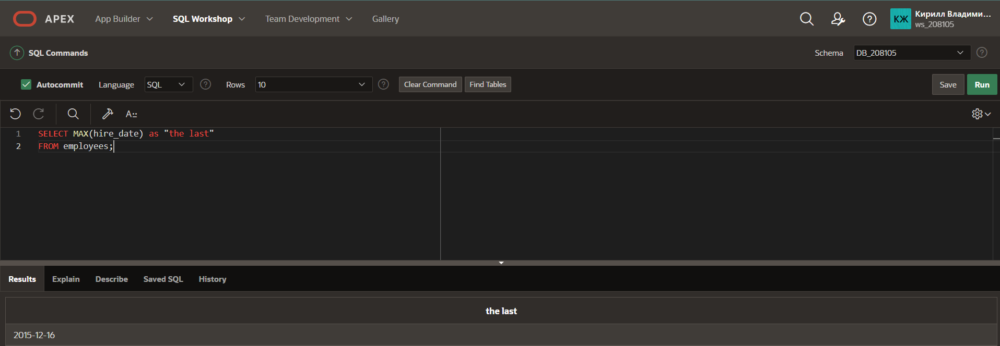 APEX App Builder SQL Workshop Team Development Gallery КЖ Кирилл Владими...
ws_208105
SQL Commands Schema DB_208105
Autocommit Language SQL Rows 10 Clear Command Find Tables Save Run
A::
1 SELECT MAX(hire_date) as "the last"
2 FROM employees;
Results Explain Describe Saved SQL History
the last
2015-12-16